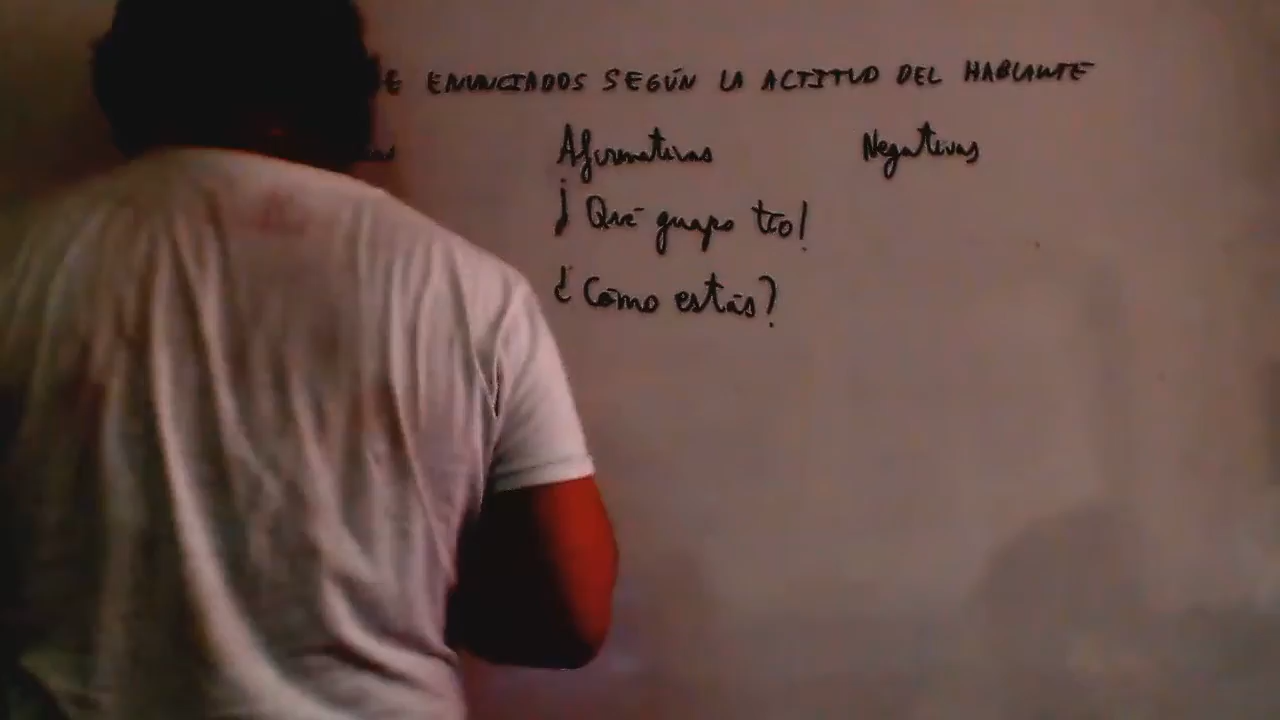 E ENUNCIADOS SEGÚN LA ACTITUD DEL HABLANTE
Afirmativas Negativas
¡Qué guapo tío!
¿Cómo estás?